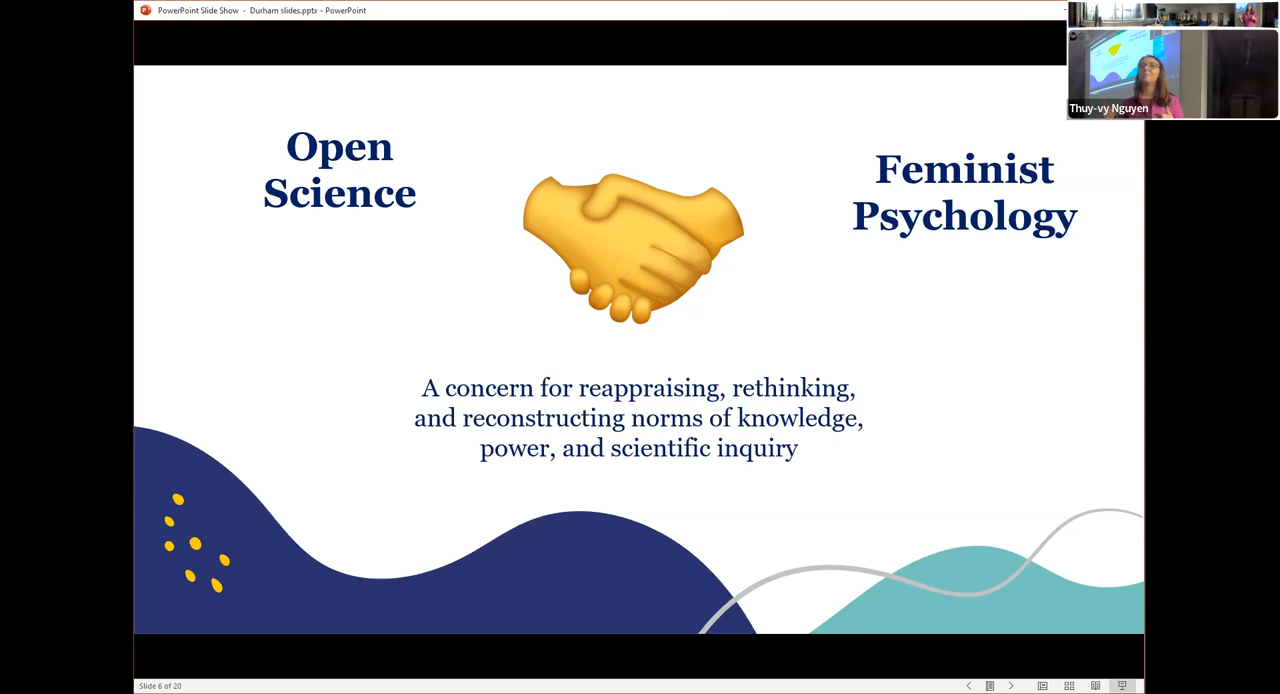 PowerPoint Slide Show - Durham slides.pptx - PowerPoint
Thuy-vy Nguyen
Open
Science
Feminist
Psychology
A concern for reappraising, rethinking,
and reconstructing norms of knowledge,
power, and scientific inquiry
Slide 6 of 20